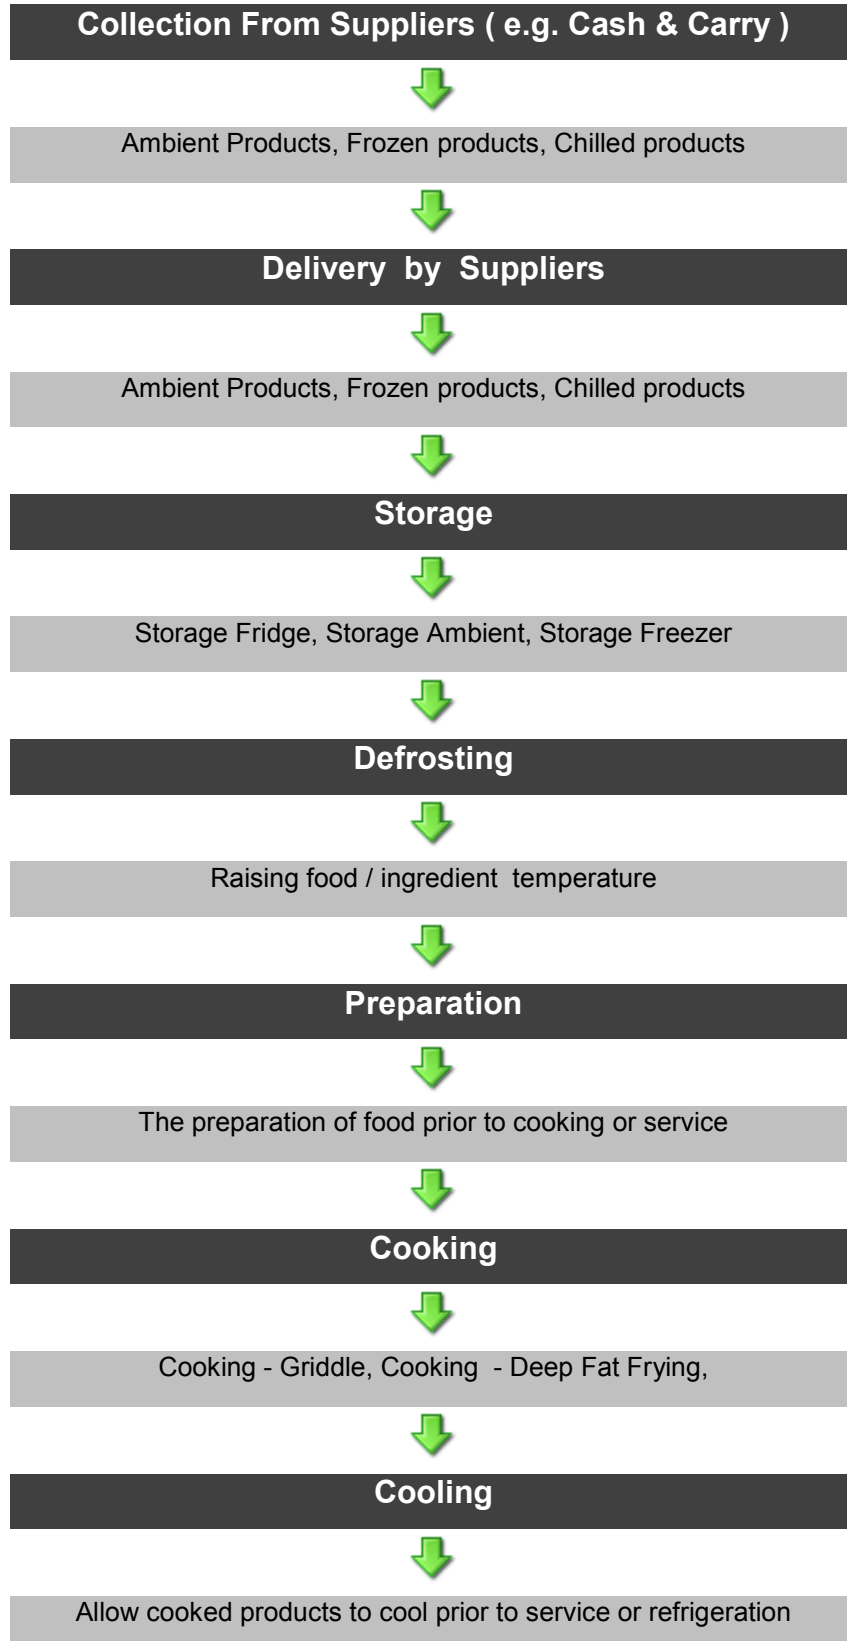 Collection From Suppliers ( e.g. Cash & Carry )
Ambient Products, Frozen products, Chilled products
Delivery by Suppliers
Ambient Products, Frozen products, Chilled products
Storage
Storage Fridge, Storage Ambient, Storage Freezer
Defrosting
Raising food / ingredient temperature
Preparation
The preparation of food prior to cooking or service
Cooking
Cooking - Griddle, Cooking - Deep Fat Frying,
Cooling
Allow cooked products to cool prior to service or refrigeration